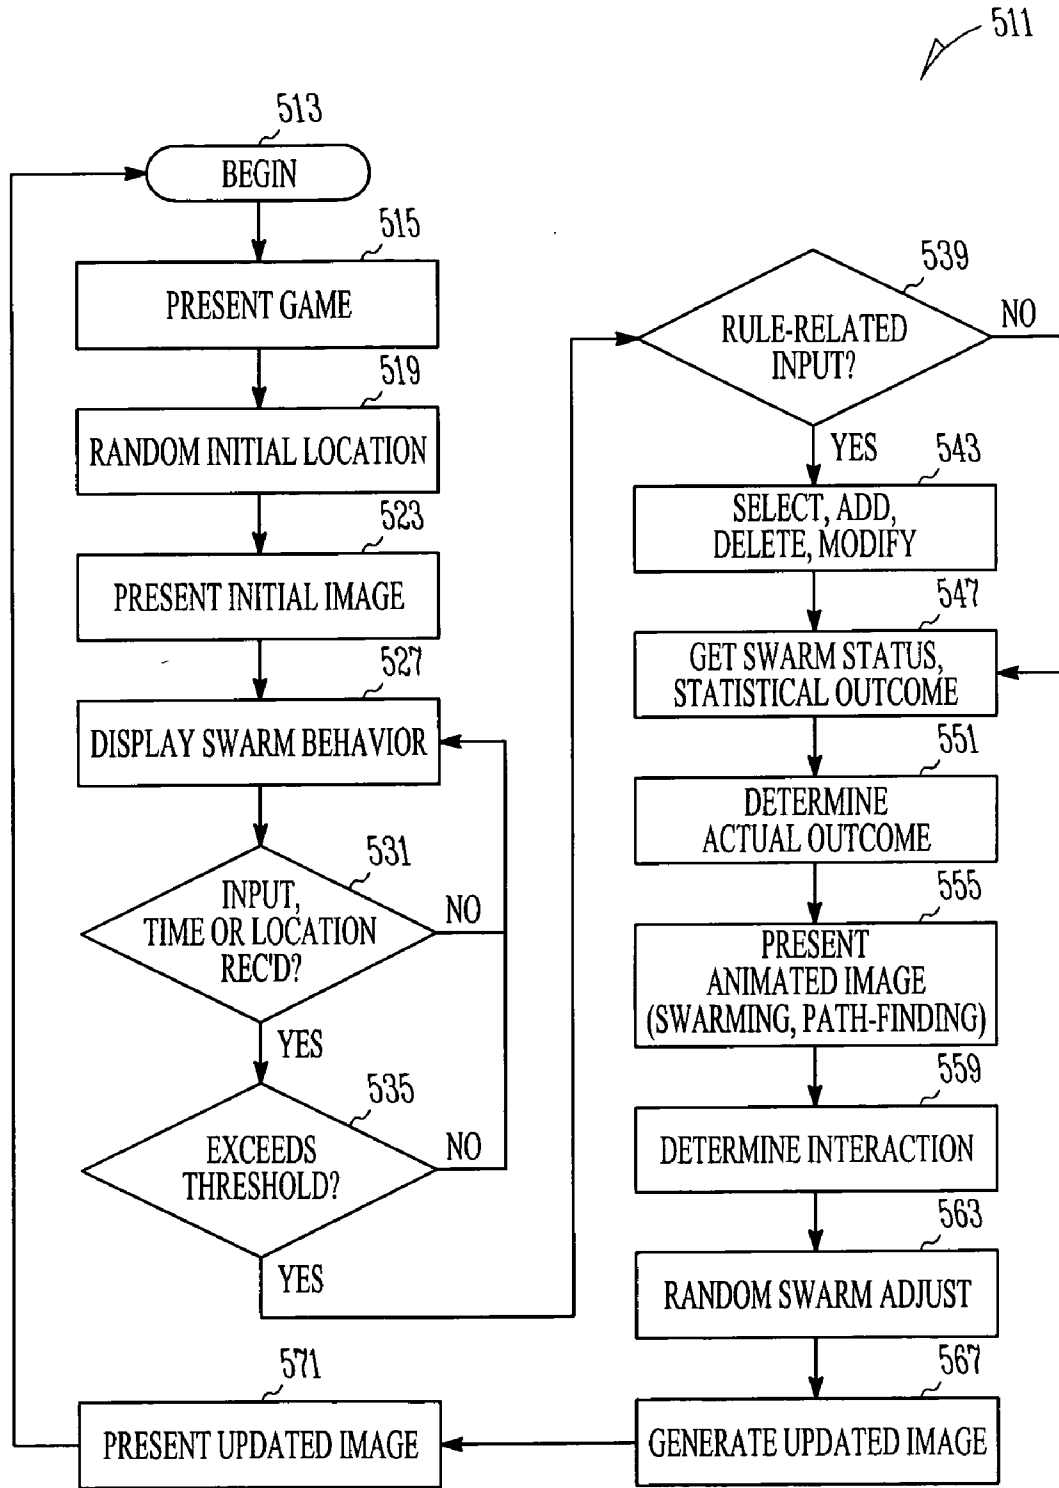 511
513
BEGIN
515
PRESENT GAME
519
RANDOM INITIAL LOCATION
523
PRESENT INITIAL IMAGE
527
DISPLAY SWARM BEHAVIOR
531
INPUT,
TIME OR LOCATION
REC'D?
NO
YES
535
EXCEEDS
THRESHOLD?
NO
YES
539
RULE-RELATED
INPUT?
NO
YES
543
SELECT, ADD,
DELETE, MODIFY
547
GET SWARM STATUS,
STATISTICAL OUTCOME
551
DETERMINE
ACTUAL OUTCOME
555
PRESENT
ANIMATED IMAGE
(SWARMING, PATH-FINDING)
559
DETERMINE INTERACTION
563
RANDOM SWARM ADJUST
567
GENERATE UPDATED IMAGE
571
PRESENT UPDATED IMAGE